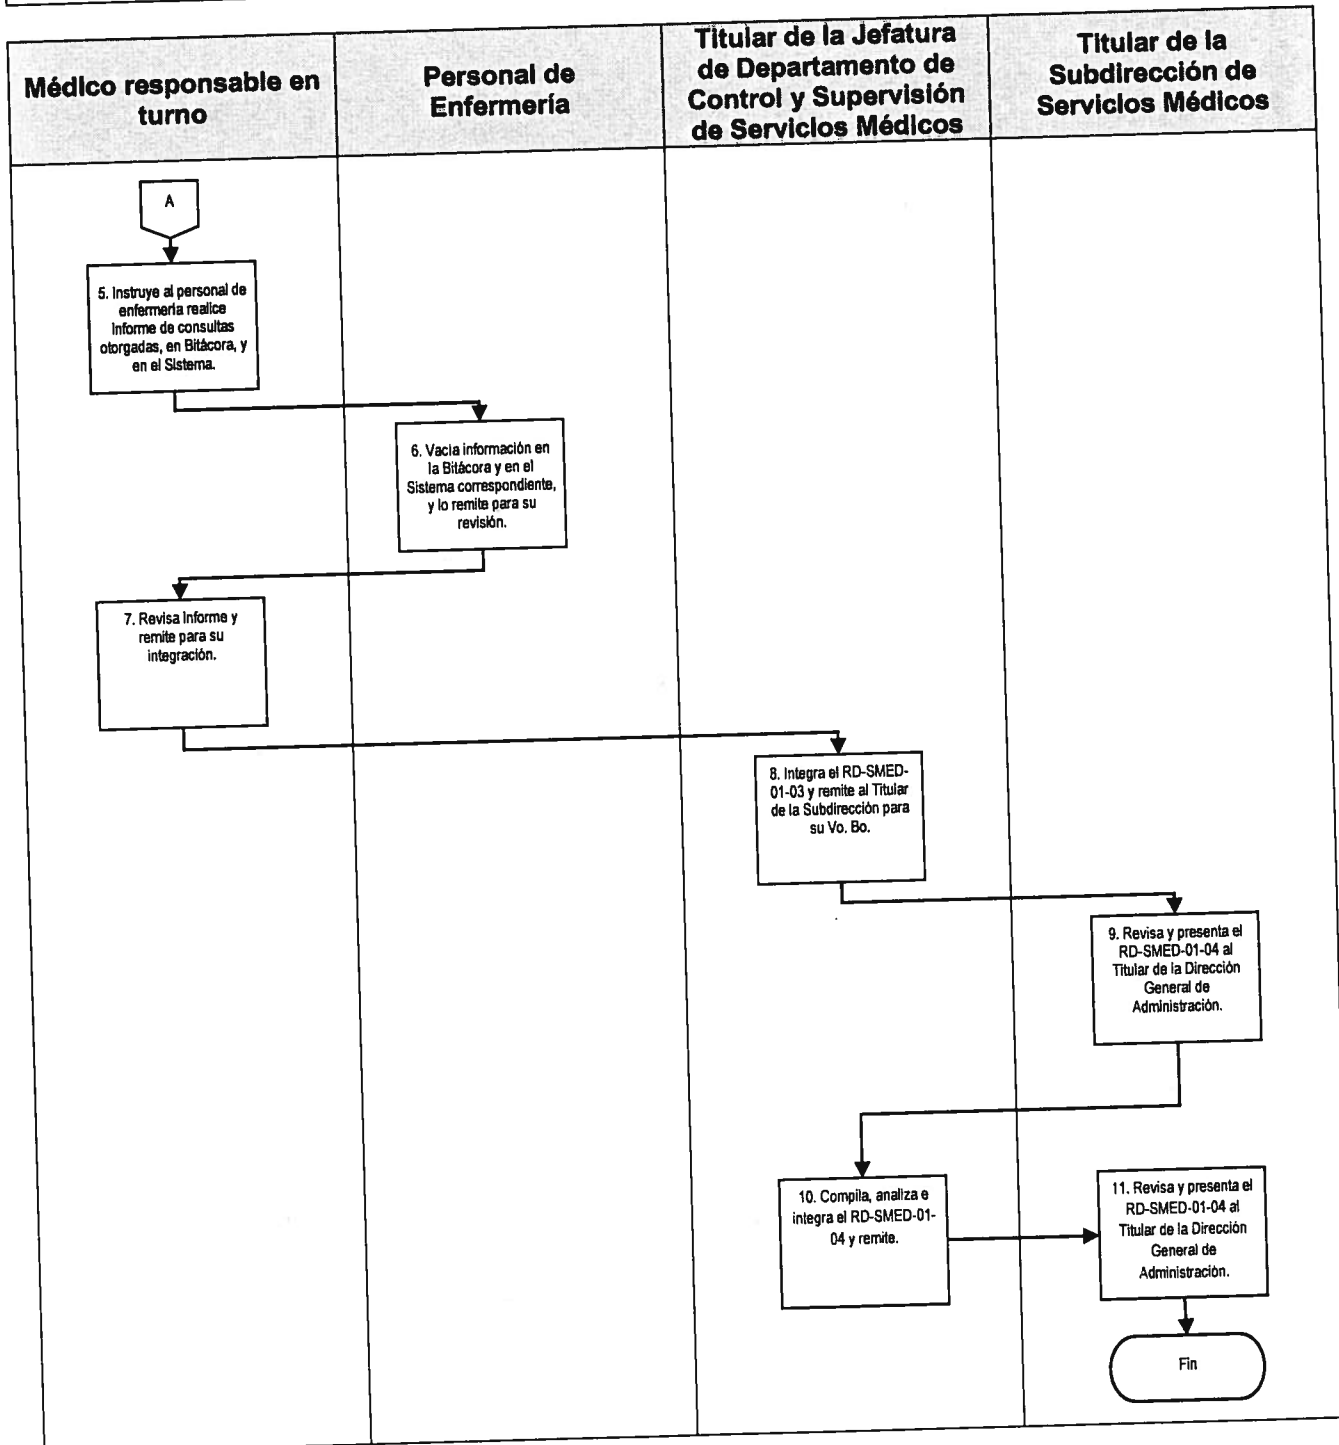 Médico responsable en
turno
Personal de
Enfermería
Titular de la Jefatura
de Departamento de
Control y Supervisión
de Servicios Médicos
Titular de la
Subdirección de
Servicios Médicos
A
5. Instruye al personal de
enfermería realice
Informe de consultas
otorgadas, en Bitácora, y
en el Sistema.
6. Vacía información en
la Bitácora y en el
Sistema correspondiente,
y lo remite para su
revisión.
7. Revisa Informe y
remite para su
integración.
8. Integra el RD-SMED-
01-03 y remite al Titular
de la Subdirección para
su Vo. Bo.
9. Revisa y presenta el
RD-SMED-01-04 al
Titular de la Dirección
General de
Administración.
10. Compila, analiza e
integra el RD-SMED-01-
04 y remite.
11. Revisa y presenta el
RD-SMED-01-04 al
Titular de la Dirección
General de
Administración.
Fin